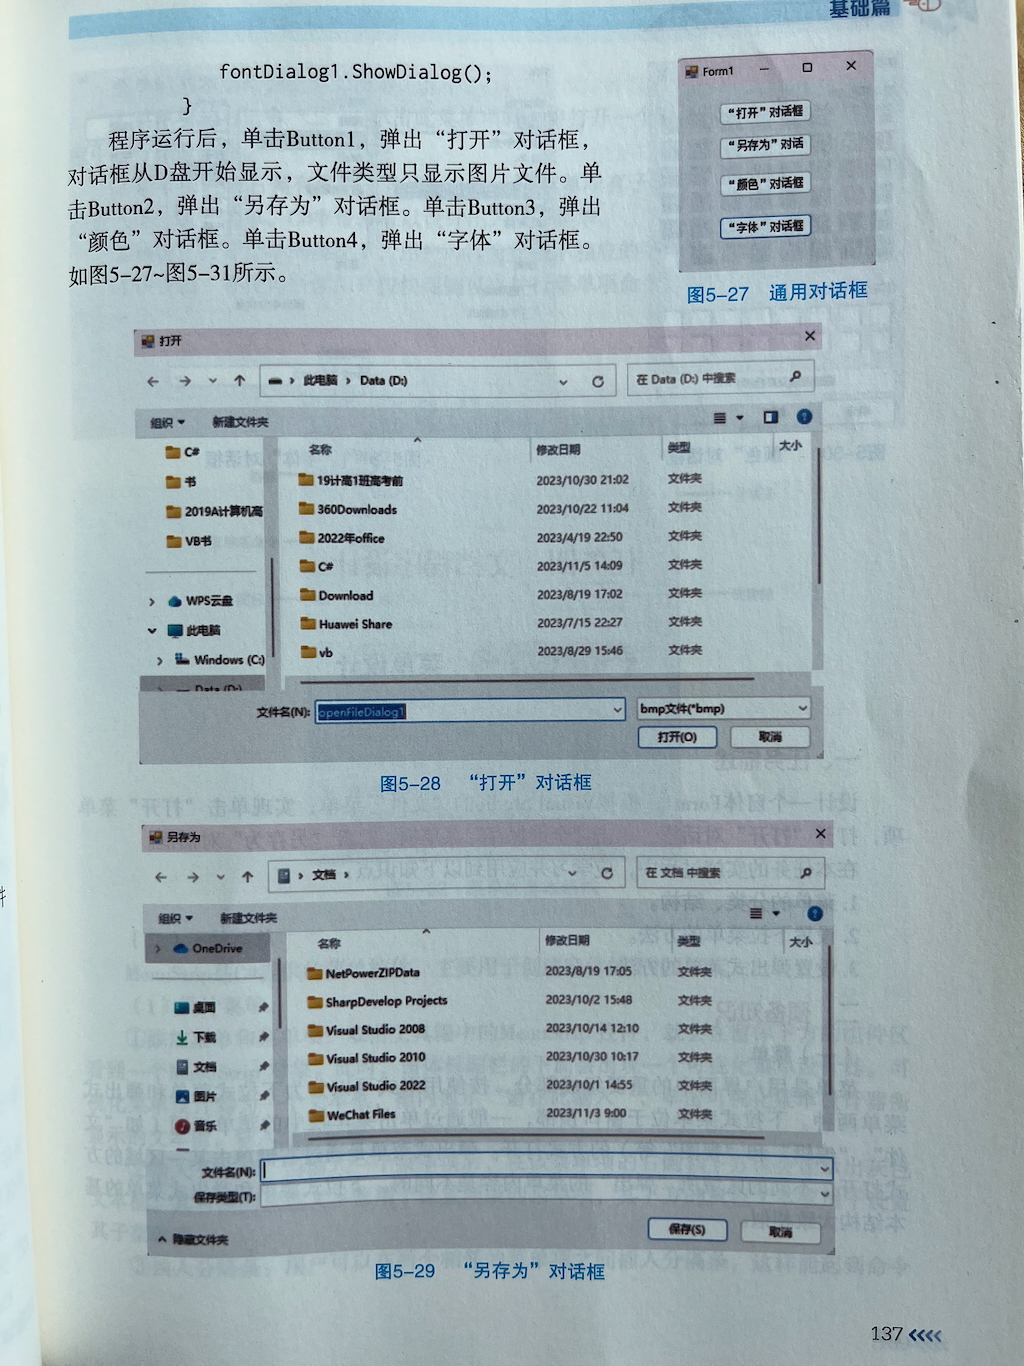 基础篇
fontDialog1.ShowDialog();
}
程序运行后，单击Button1，弹出“打开”对话框，
对话框从D盘开始显示，文件类型只显示图片文件。单
击Button2，弹出“另存为”对话框。单击Button3，弹出
“颜色”对话框。单击Button4，弹出“字体”对话框。
如图5-27~图5-31所示。
Form1
“打开”对话框
“另存为”对话
“颜色”对话框
“字体”对话框
图5-27 通用对话框
打开
此电脑 › Data (D:)
在 Data (D:) 中搜索
组织 新建文件夹
名称 修改日期 类型 大小
C#
书
2019A计算机高
VB书
WPS云盘
此电脑
Windows (C:)
Data (D:)
19计高1班高考前 2023/10/30 21:02 文件夹
360Downloads 2023/10/22 11:04 文件夹
2022年office 2023/4/19 22:50 文件夹
C# 2023/11/5 14:09 文件夹
Download 2023/8/19 17:02 文件夹
Huawei Share 2023/7/15 22:27 文件夹
vb 2023/8/29 15:46 文件夹
文件名(N): openFileDialog1 bmp文件(*bmp)
打开(O) 取消
图5-28 “打开”对话框
另存为
文档 ›
在 文档 中搜索
组织 新建文件夹
名称 修改日期 类型 大小
OneDrive
桌面
下载
文档
图片
音乐
NetPowerZIPData 2023/8/19 17:05 文件夹
SharpDevelop Projects 2023/10/2 15:48 文件夹
Visual Studio 2008 2023/10/14 12:10 文件夹
Visual Studio 2010 2023/10/30 10:17 文件夹
Visual Studio 2022 2023/10/1 14:55 文件夹
WeChat Files 2023/11/3 9:00 文件夹
文件名(N):
保存类型(T):
隐藏文件夹 保存(S) 取消
图5-29 “另存为”对话框
137